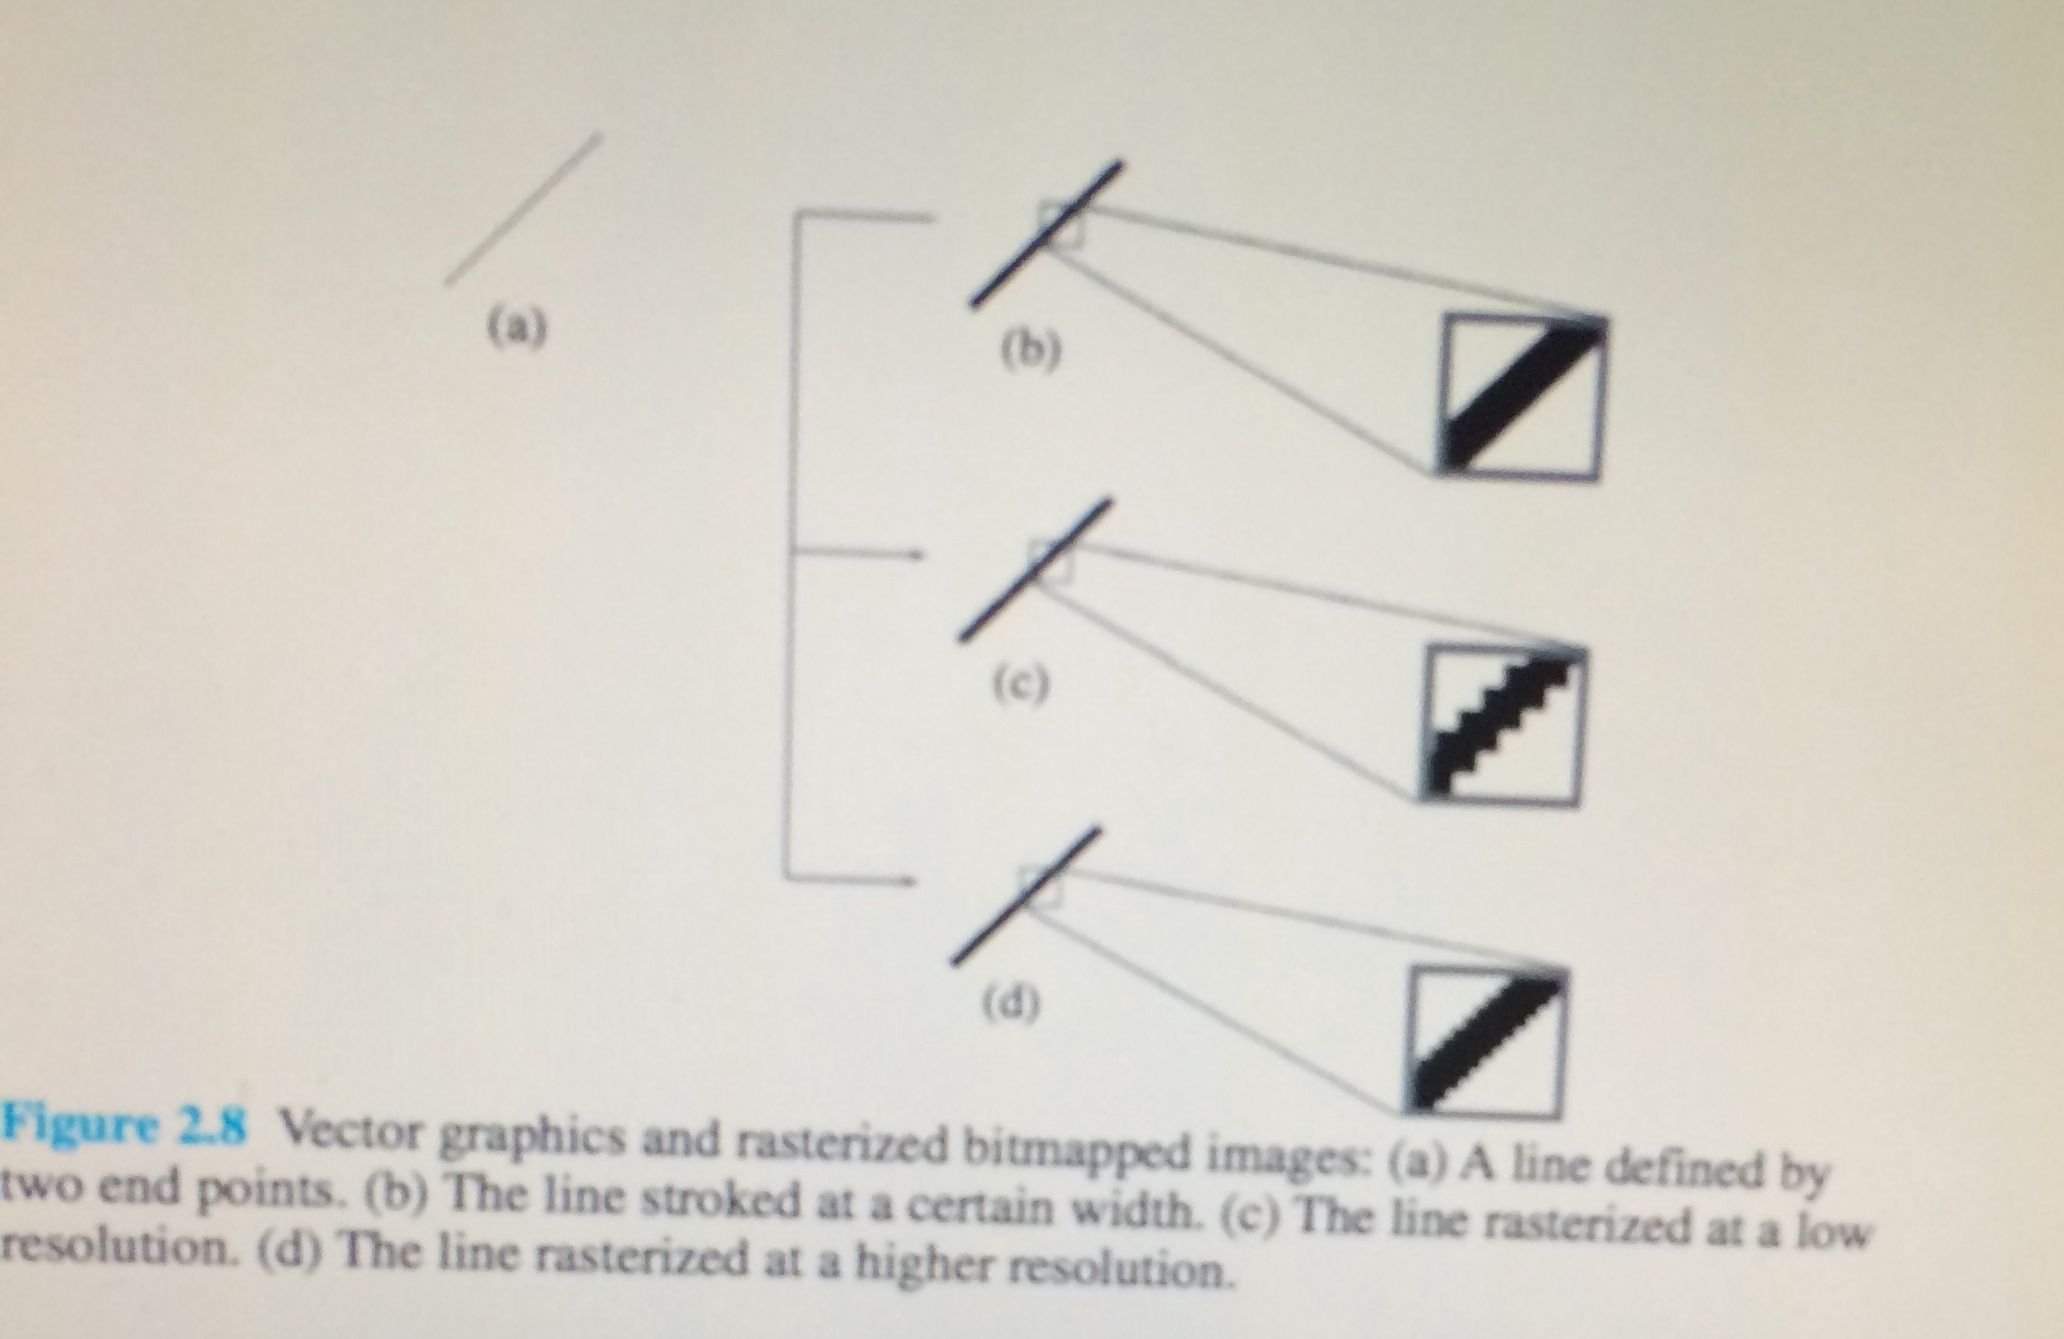 (a)
(b)
(c)
(d)
Figure 2.8 Vector graphics and rasterized bitmapped images: (a) A line defined by
two end points. (b) The line stroked at a certain width. (c) The line rasterized at a low
resolution. (d) The line rasterized at a higher resolution.